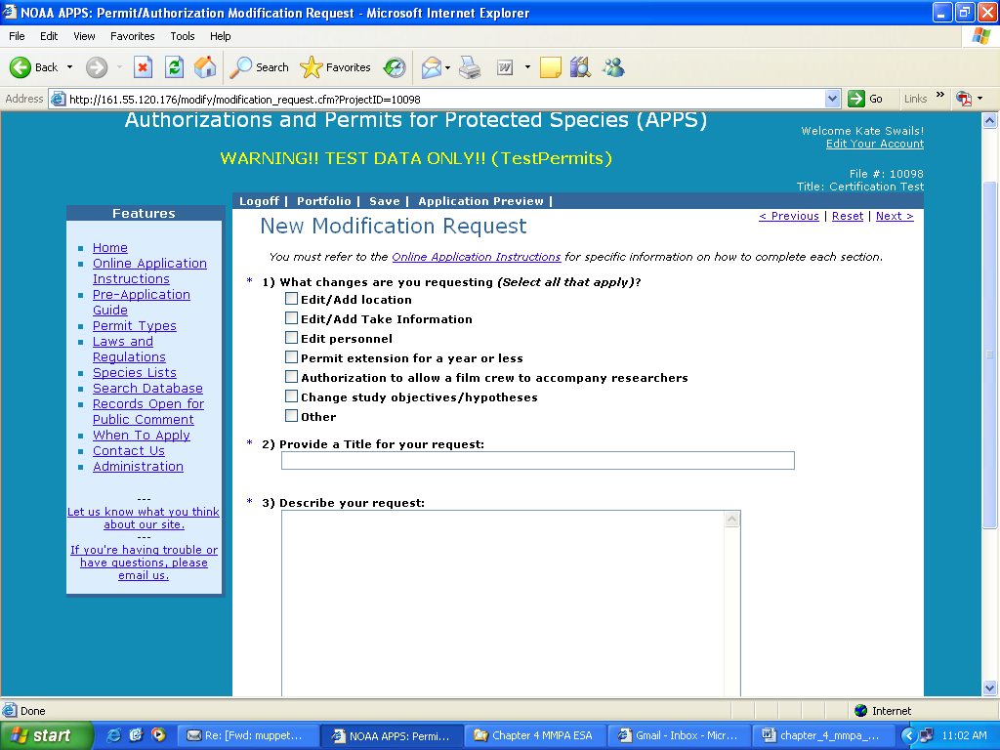 NOAA APPS: Permit/Authorization Modification Request - Microsoft Internet Explorer
File Edit View Favorites Tools Help
Back Search Favorites
Address http://161.55.120.176/modify/modification_request.cfm?ProjectID=10098 Go Links »
Authorizations and Permits for Protected Species (APPS)
WARNING!! TEST DATA ONLY!! (TestPermits)
Welcome Kate Swails!
Edit Your Account
File #: 10098
Title: Certification Test
Features
Home
Online Application
Instructions
Pre-Application
Guide
Permit Types
Laws and
Regulations
Species Lists
Search Database
Records Open for
Public Comment
When To Apply
Contact Us
Administration
---
Let us know what you think
about our site.
---
If you're having trouble or
have questions, please
email us.
Logoff | Portfolio | Save | Application Preview |
< Previous | Reset | Next >
New Modification Request
You must refer to the Online Application Instructions for specific information on how to complete each section.
* 1) What changes are you requesting (Select all that apply)?
Edit/Add location
Edit/Add Take Information
Edit personnel
Permit extension for a year or less
Authorization to allow a film crew to accompany researchers
Change study objectives/hypotheses
Other
* 2) Provide a Title for your request:
* 3) Describe your request:
Done Internet
start Re: [Fwd: muppet... NOAA APPS: Permi... Chapter 4 MMPA ESA Gmail - Inbox - Micr... chapter_4_mmpa_... 11:02 AM